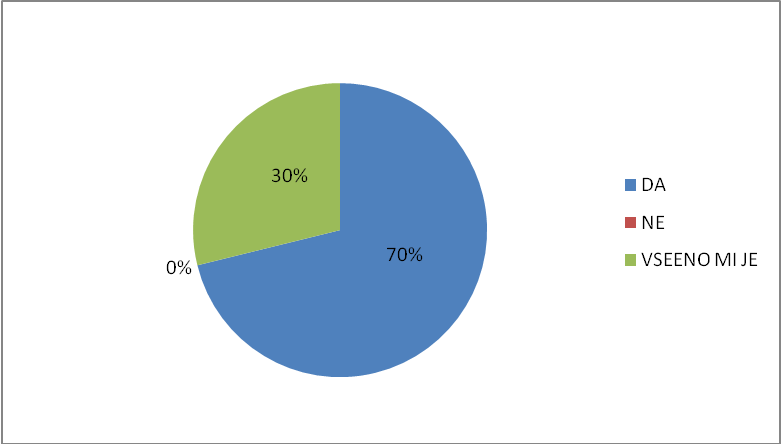 30%
70%
0%
DA
NE
VSEENO MI JE